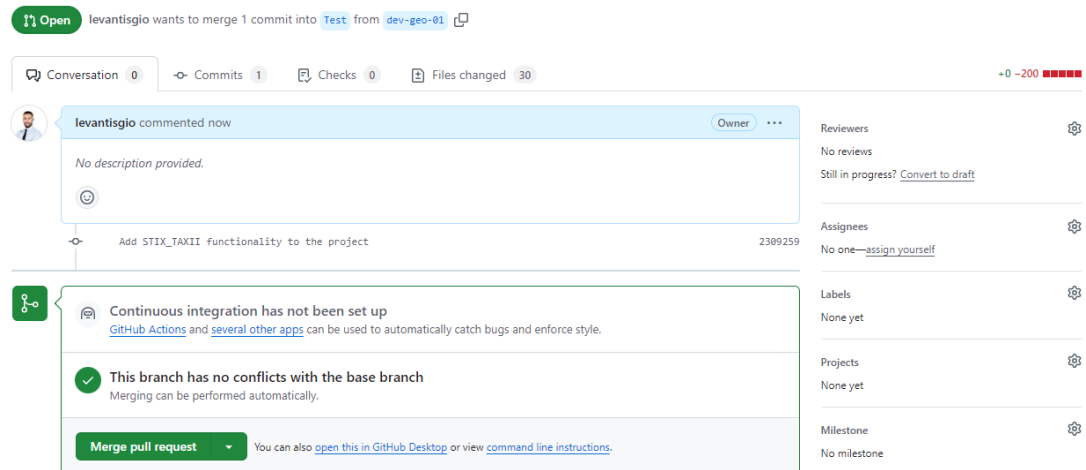 Open levantisgio wants to merge 1 commit into Test from dev-geo-01
Conversation 0 Commits 1 Checks 0 Files changed 30 +0 −200
levantisgio commented now Owner ...
No description provided.
Add STIX_TAXII functionality to the project 2309259
Continuous integration has not been set up
GitHub Actions and several other apps can be used to automatically catch bugs and enforce style.
This branch has no conflicts with the base branch
Merging can be performed automatically.
Merge pull request You can also open this in GitHub Desktop or view command line instructions.
Reviewers
No reviews
Still in progress? Convert to draft
Assignees
No one—assign yourself
Labels
None yet
Projects
None yet
Milestone
No milestone